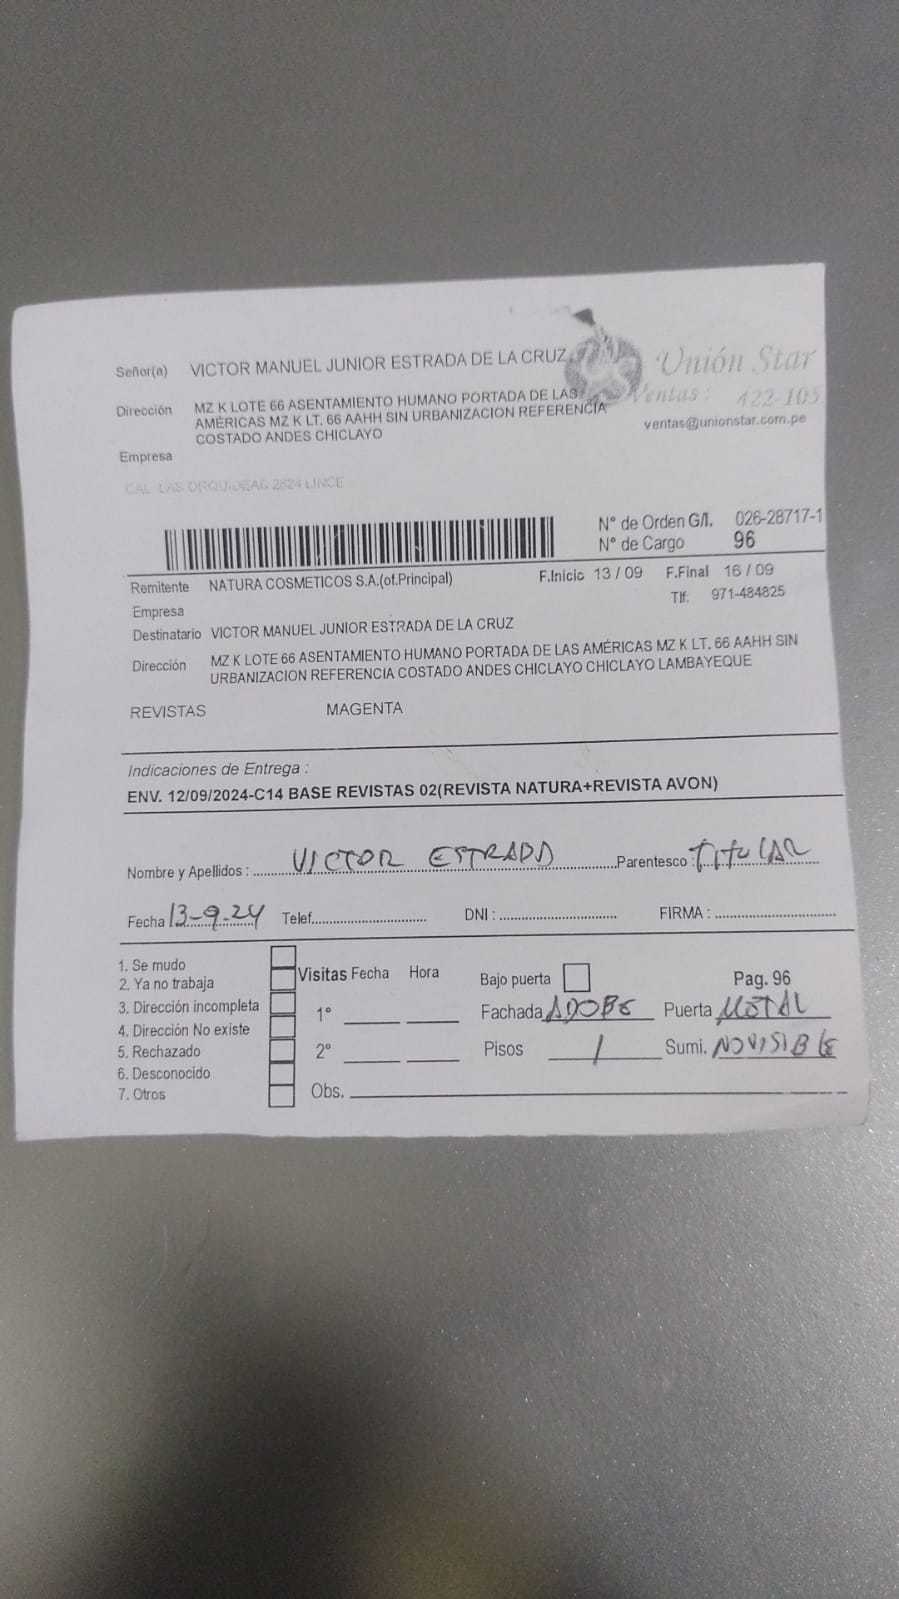 Señor(a) VICTOR MANUEL JUNIOR ESTRADA DE LA CRUZ
Unión Star
Ventas: 422-105
ventas@unionstar.com.pe
Dirección MZ K LOTE 66 ASENTAMIENTO HUMANO PORTADA DE LAS
AMÉRICAS MZ K LT. 66 AAHH SIN URBANIZACION REFERENCIA
COSTADO ANDES CHICLAYO
Empresa
CAL LAS ORQUIDEAS 2824 LINCE
N° de Orden G/I. 026-28717-1
N° de Cargo 96
Remitente NATURA COSMETICOS S.A.(of.Principal) F.Inicio 13 / 09 F.Final 16 / 09
Empresa Tlf: 971-484825
Destinatario VICTOR MANUEL JUNIOR ESTRADA DE LA CRUZ
Dirección MZ K LOTE 66 ASENTAMIENTO HUMANO PORTADA DE LAS AMÉRICAS MZ K LT. 66 AAHH SIN
URBANIZACION REFERENCIA COSTADO ANDES CHICLAYO CHICLAYO LAMBAYEQUE
REVISTAS MAGENTA
Indicaciones de Entrega :
ENV. 12/09/2024-C14 BASE REVISTAS 02(REVISTA NATURA+REVISTA AVON)
Nombre y Apellidos : VICTOR ESTRADA Parentesco : TITULAR
Fecha 13-9-24 Telef. DNI : FIRMA :
1. Se mudo
2. Ya no trabaja
3. Dirección incompleta
4. Dirección No existe
5. Rechazado
6. Desconocido
7. Otros
Visitas Fecha Hora
1°
2°
Obs.
Bajo puerta Pag. 96
Fachada ADOBE Puerta METAL
Pisos 1 Sumi. NO VISIBLE